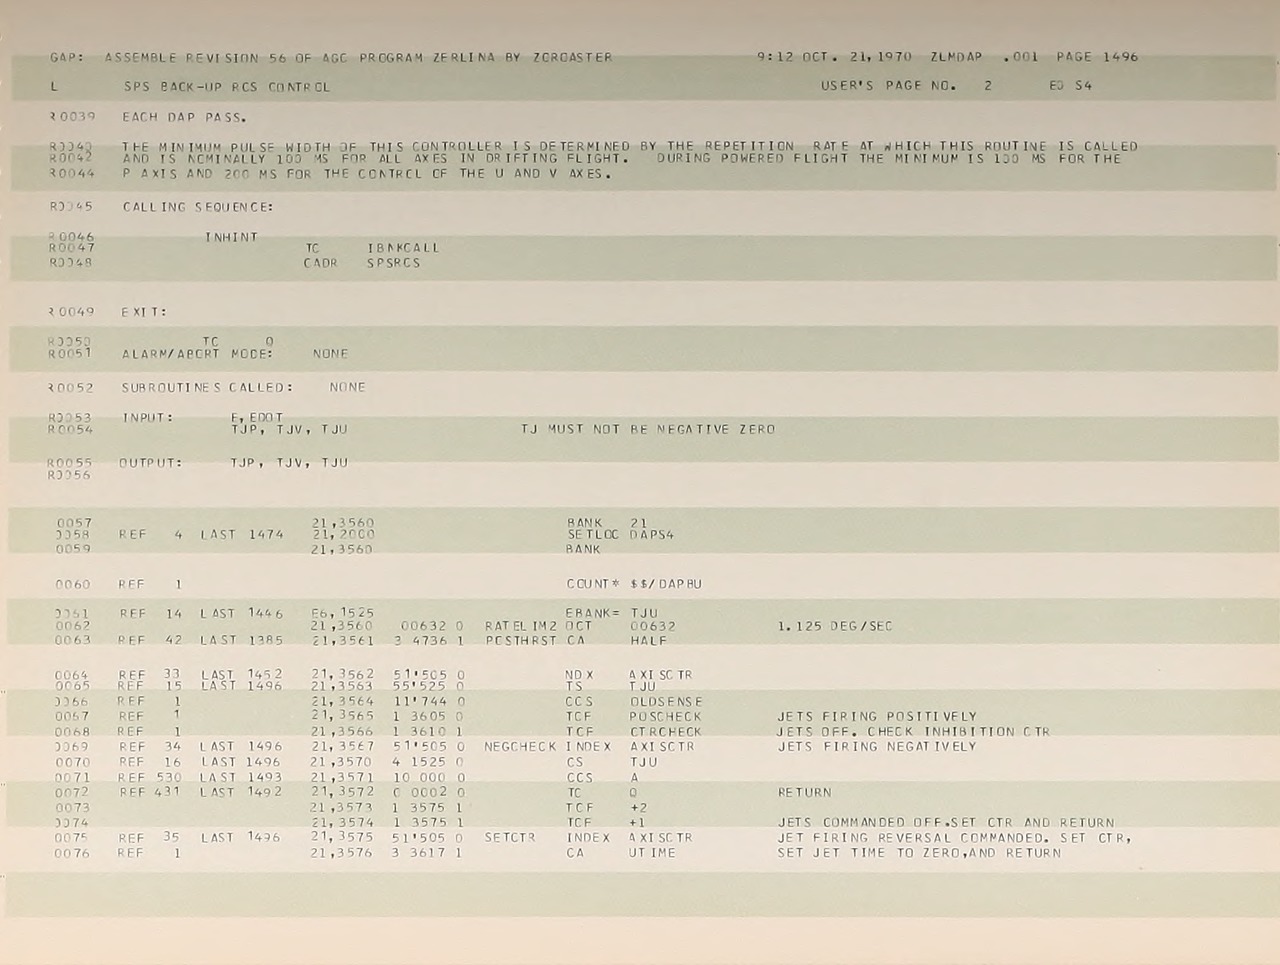 GAP: ASSEMBLE REVISION 56 OF AGC PROGRAM ZERLINA BY ZOROASTER 9:12 OCT. 21,1970 ZLMDAP .001 PAGE 1496
L SPS BACK-UP RCS CONTROL USER'S PAGE NO. 2 E0 S4
R0039 EACH DAP PASS.
R0040 THE MINIMUM PULSE WIDTH OF THIS CONTROLLER IS DETERMINED BY THE REPETITION RATE AT WHICH THIS ROUTINE IS CALLED
R0042 AND IS NOMINALLY 100 MS FOR ALL AXES IN DRIFTING FLIGHT. DURING POWERED FLIGHT THE MINIMUM IS 100 MS FOR THE
R0044 P AXIS AND 200 MS FOR THE CONTROL OF THE U AND V AXES.
R0045 CALLING SEQUENCE:
R0046 INHINT
R0047 TC IBNKCALL
R0048 CADR SPSRCS
R0049 EXIT:
R0050 TC Q
R0051 ALARM/ABORT MODE: NONE
R0052 SUBROUTINES CALLED: NONE
R0053 INPUT: E, EDOT
R0054 TJP, TJV, TJU TJ MUST NOT BE NEGATIVE ZERO
R0055 OUTPUT: TJP, TJV, TJU
R0056
0057 21,3560 BANK 21
0058 REF 4 LAST 1474 21,2000 SETLOC DAPS4
0059 21,3560 BANK
0060 REF 1 COUNT* $$/DAPBU
0061 REF 14 LAST 1446 E6,1525 EBANK= TJU
0062 21,3560 00632 0 RATELIM2 OCT 00632 1.125 DEG/SEC
0063 REF 42 LAST 1385 21,3561 3 4736 1 POSTHRST CA HALF
0064 REF 33 LAST 1452 21,3562 51'505 0 NDX AXISCTR
0065 REF 15 LAST 1496 21,3563 55'525 0 TS TJU
0066 REF 1 21,3564 11'744 0 CCS OLDSENSE
0067 REF 1 21,3565 1 3605 0 TCF POSCHECK JETS FIRING POSITIVELY
0068 REF 1 21,3566 1 3610 1 TCF CTRCHECK JETS OFF. CHECK INHIBITION CTR
0069 REF 34 LAST 1496 21,3567 51'505 0 NEGCHECK INDEX AXISCTR JETS FIRING NEGATIVELY
0070 REF 16 LAST 1496 21,3570 4 1525 0 CS TJU
0071 REF 530 LAST 1493 21,3571 10 000 0 CCS A
0072 REF 431 LAST 1492 21,3572 0 0002 0 TC Q RETURN
0073 21,3573 1 3575 1 TCF +2
0074 21,3574 1 3575 1 TCF +1 JETS COMMANDED OFF.SET CTR AND RETURN
0075 REF 35 LAST 1496 21,3575 51'505 0 SETCTR INDEX AXISCTR JET FIRING REVERSAL COMMANDED. SET CTR,
0076 REF 1 21,3576 3 3617 1 CA UTIME SET JET TIME TO ZERO,AND RETURN